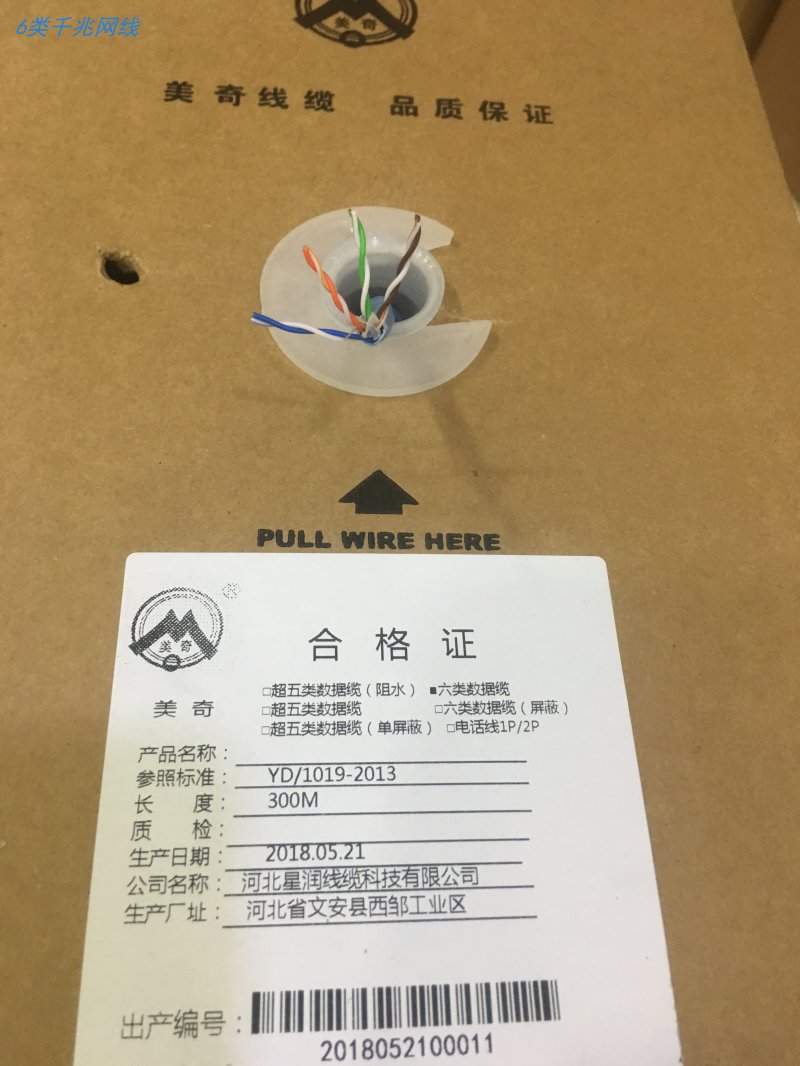 6类千兆网线
美奇
美奇线缆 品质保证
PULL WIRE HERE
美奇
®
合格证
美奇
□超五类数据缆（阻水） ■六类数据缆
□超五类数据缆 □六类数据缆（屏蔽）
□超五类数据缆（单屏蔽） □电话线1P/2P
产品名称：
参照标准： YD/1019-2013
长 度： 300M
质 检：
生产日期： 2018.05.21
公司名称： 河北星润线缆科技有限公司
生产厂址： 河北省文安县西邹工业区
出产编号：
2018052100011